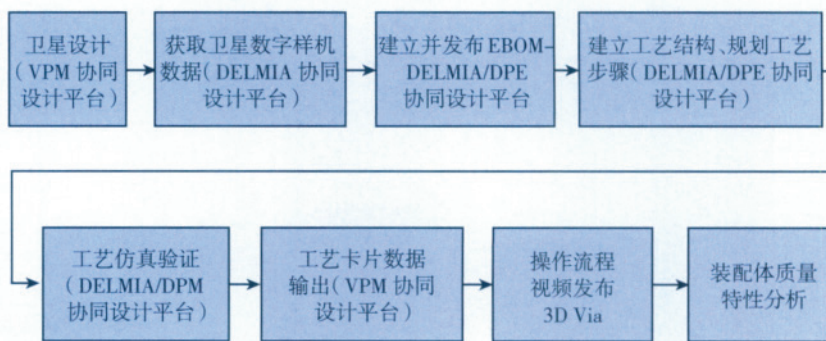 卫星设计
(VPM 协同
设计平台)
获取卫星数字样机
数据(DELMIA 协同
设计平台)
建立并发布 EBOM-
DELMIA/DPE
协同设计平台
建立工艺结构、规划工艺
步骤(DELMIA/DPE 协同
设计平台)
工艺仿真验证
(DELMIA/DPM
协同设计平台)
工艺卡片数据
输出(VPM 协同
设计平台)
操作流程
视频发布
3D Via
装配体质量
特性分析